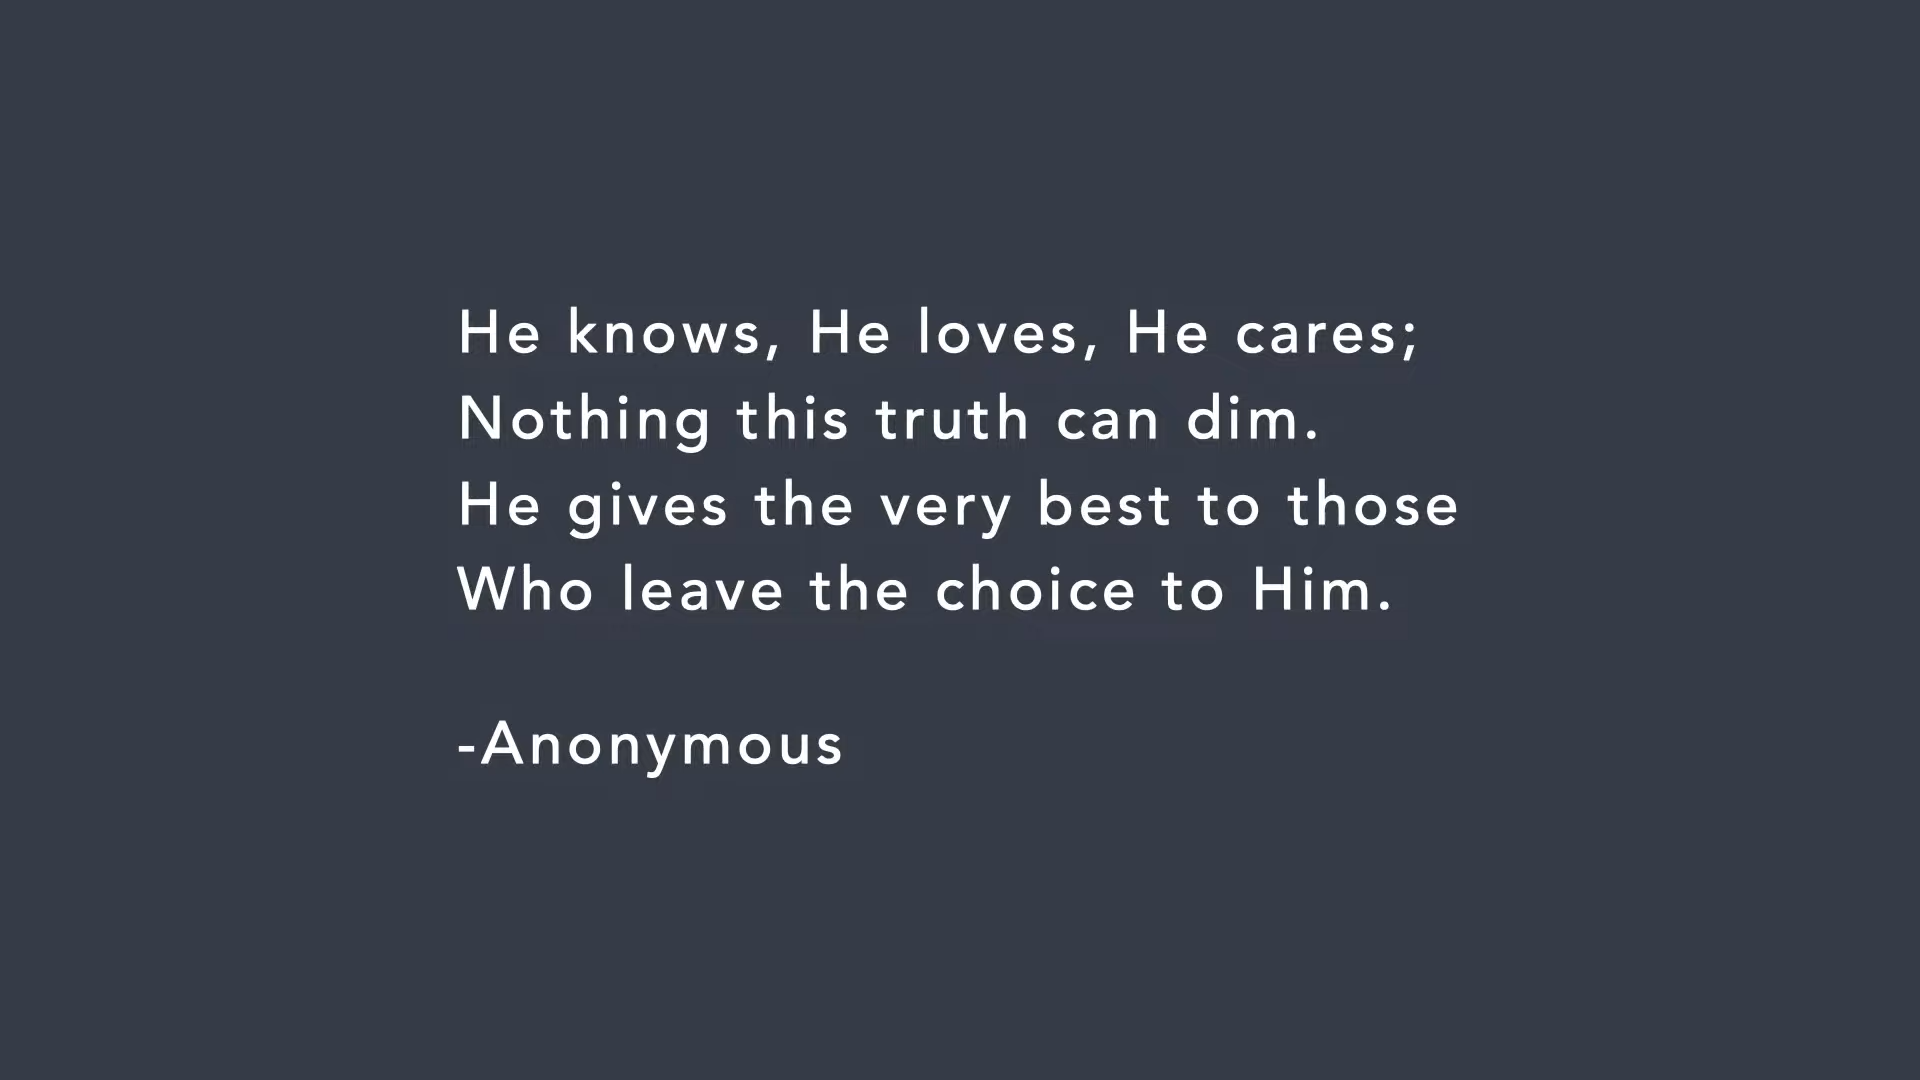 He knows, He loves, He cares;
Nothing this truth can dim.
He gives the very best to those
Who leave the choice to Him.
-Anonymous